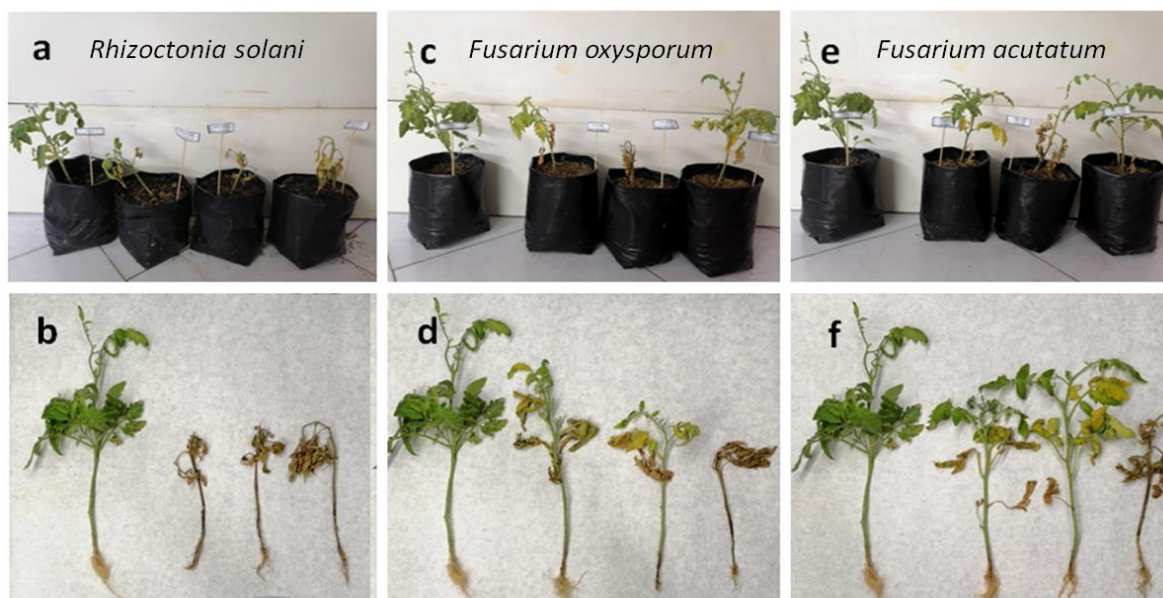 a Rhizoctonia solani
c Fusarium oxysporum
e Fusarium acutatum
b
d
f